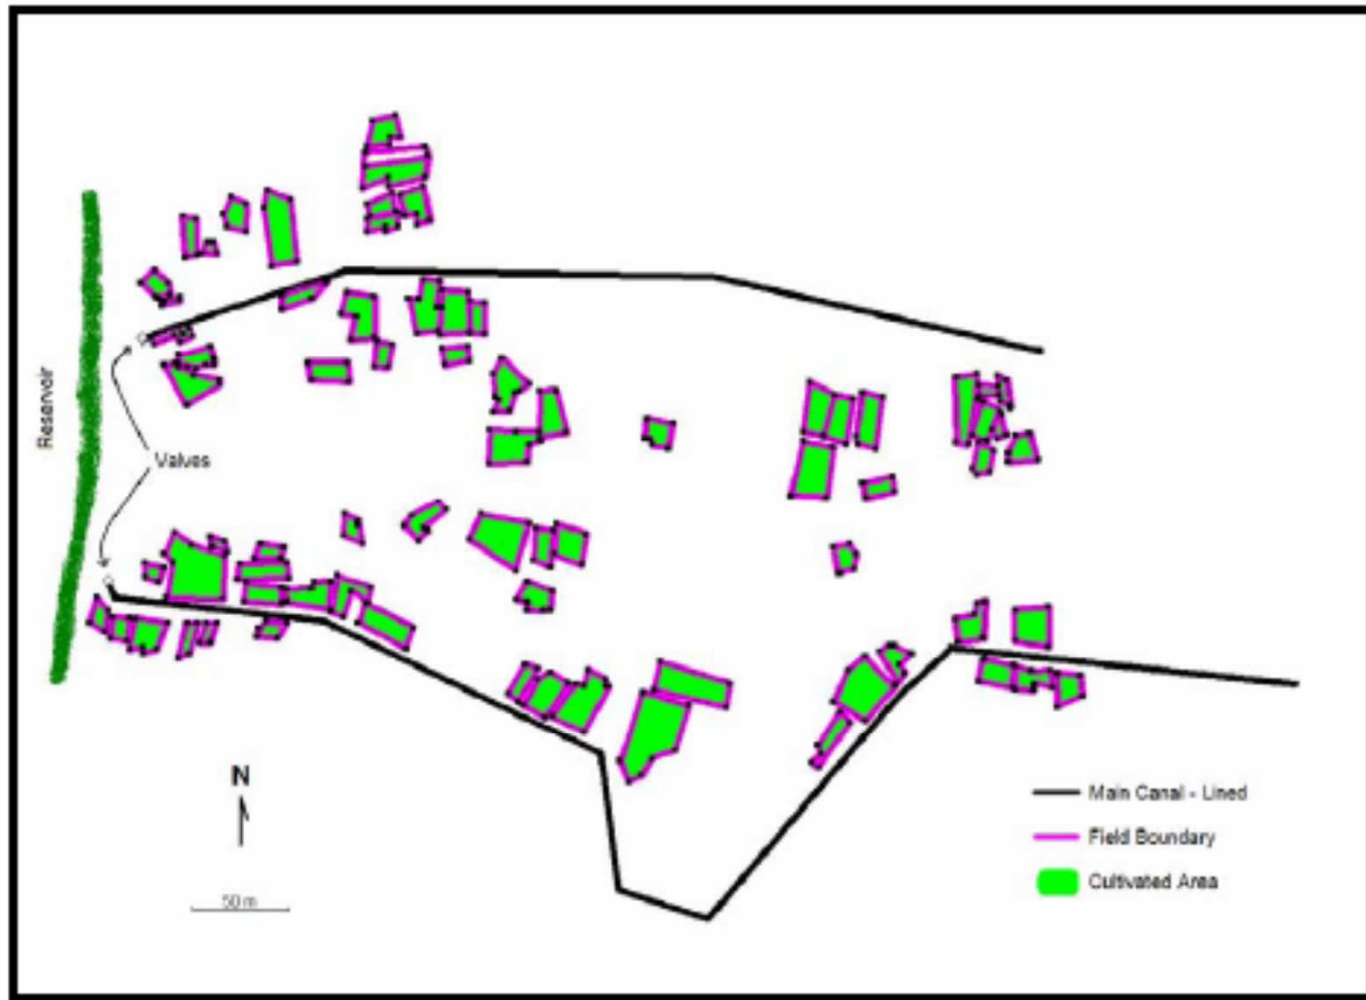 Reservoir
Valves
N
50 m
Main Canal - Lined
Field Boundary
Cultivated Area